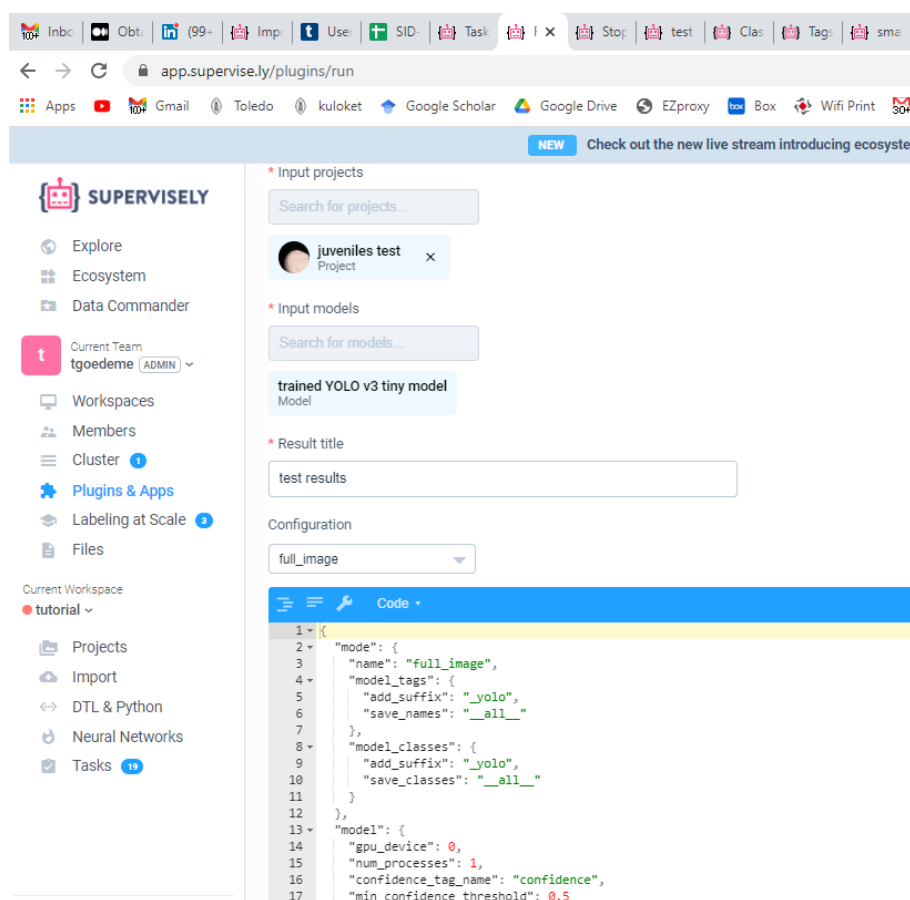 Inbc
Obt
(99+
Imp
Use
SID-
Task
F
Stop
test
Clas
Tags
sma
app.supervise.ly/plugins/run
Apps
Gmail
Toledo
kuloket
Google Scholar
Google Drive
EZproxy
box
Box
Wifi Print
NEW Check out the new live stream introducing ecosyste
SUPERVISELY
Explore
Ecosystem
Data Commander
t
Current Team
tgoedeme ADMIN
Workspaces
Members
Cluster 1
Plugins & Apps
Labeling at Scale 3
Files
Current Workspace
tutorial
Projects
Import
DTL & Python
Neural Networks
Tasks 19
* Input projects
Search for projects...
juveniles test
Project
* Input models
Search for models...
trained YOLO v3 tiny model
Model
* Result title
test results
Configuration
full_image
Code
1 {
2 "mode": {
3 "name": "full_image",
4 "model_tags": {
5 "add_suffix": "_yolo",
6 "save_names": "__all__"
7 },
8 "model_classes": {
9 "add_suffix": "_yolo",
10 "save_classes": "__all__"
11 }
12 },
13 "model": {
14 "gpu_device": 0,
15 "num_processes": 1,
16 "confidence_tag_name": "confidence",
17 "min_confidence_threshold": 0.5